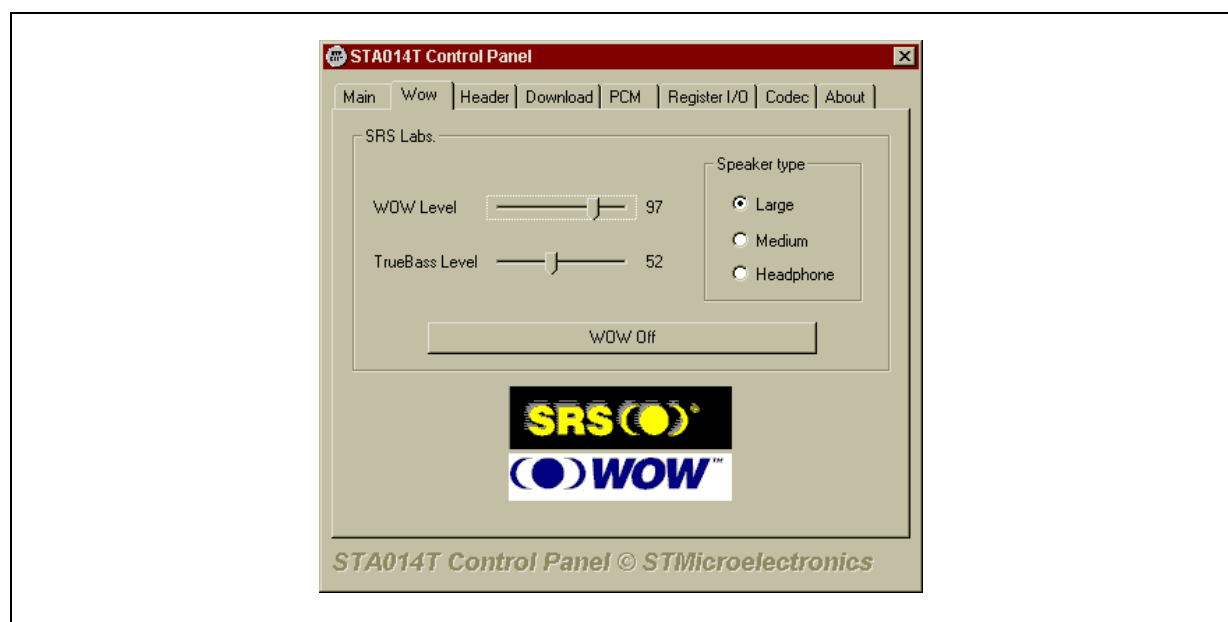 STA014T Control Panel
Main Wow Header Download PCM Register I/O Codec About
SRS Labs.
Speaker type
WOW Level 97
Large
Medium
TrueBass Level 52
Headphone
WOW Off
SRS®
WOW™
STA014T Control Panel © STMicroelectronics